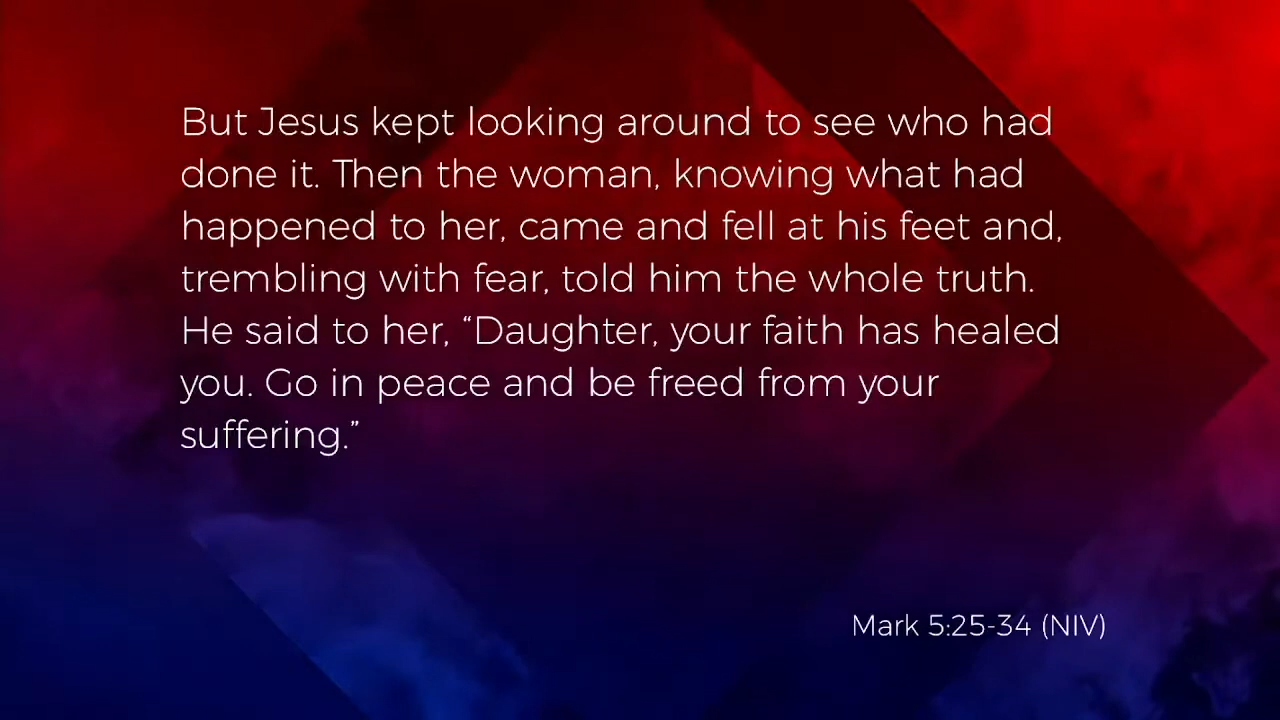 But Jesus kept looking around to see who had
done it. Then the woman, knowing what had
happened to her, came and fell at his feet and,
trembling with fear, told him the whole truth.
He said to her, “Daughter, your faith has healed
you. Go in peace and be freed from your
suffering.”
Mark 5:25-34 (NIV)